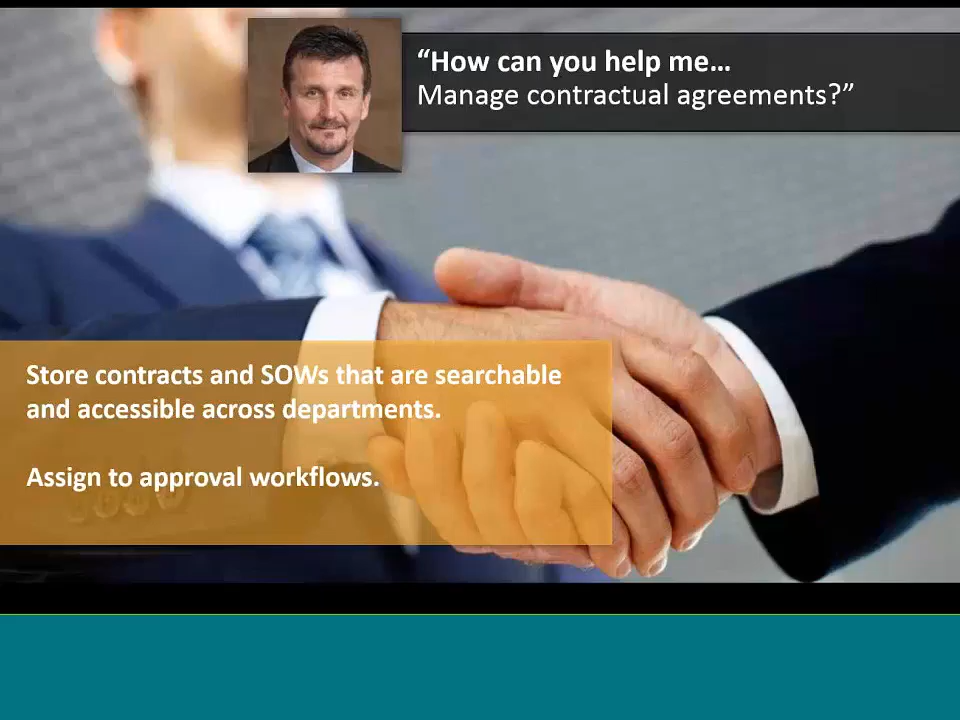 “How can you help me…
Manage contractual agreements?”
Store contracts and SOWs that are searchable
and accessible across departments.
Assign to approval workflows.